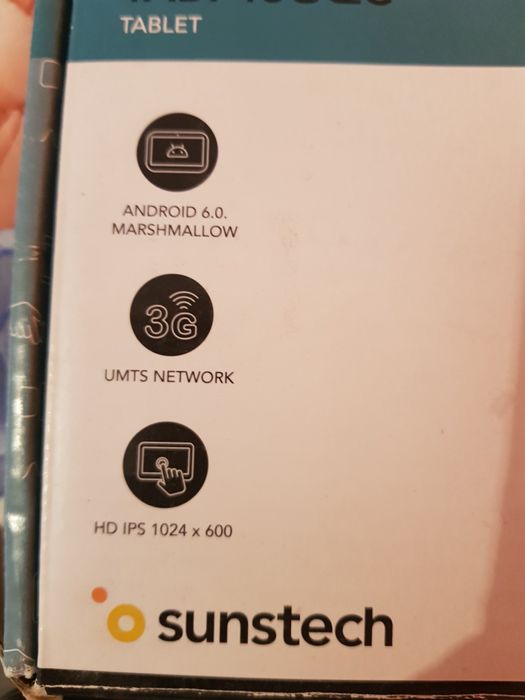 TABLET
ANDROID 6.0.
MARSHMALLOW
3G
UMTS NETWORK
HD IPS 1024 x 600
sunstech